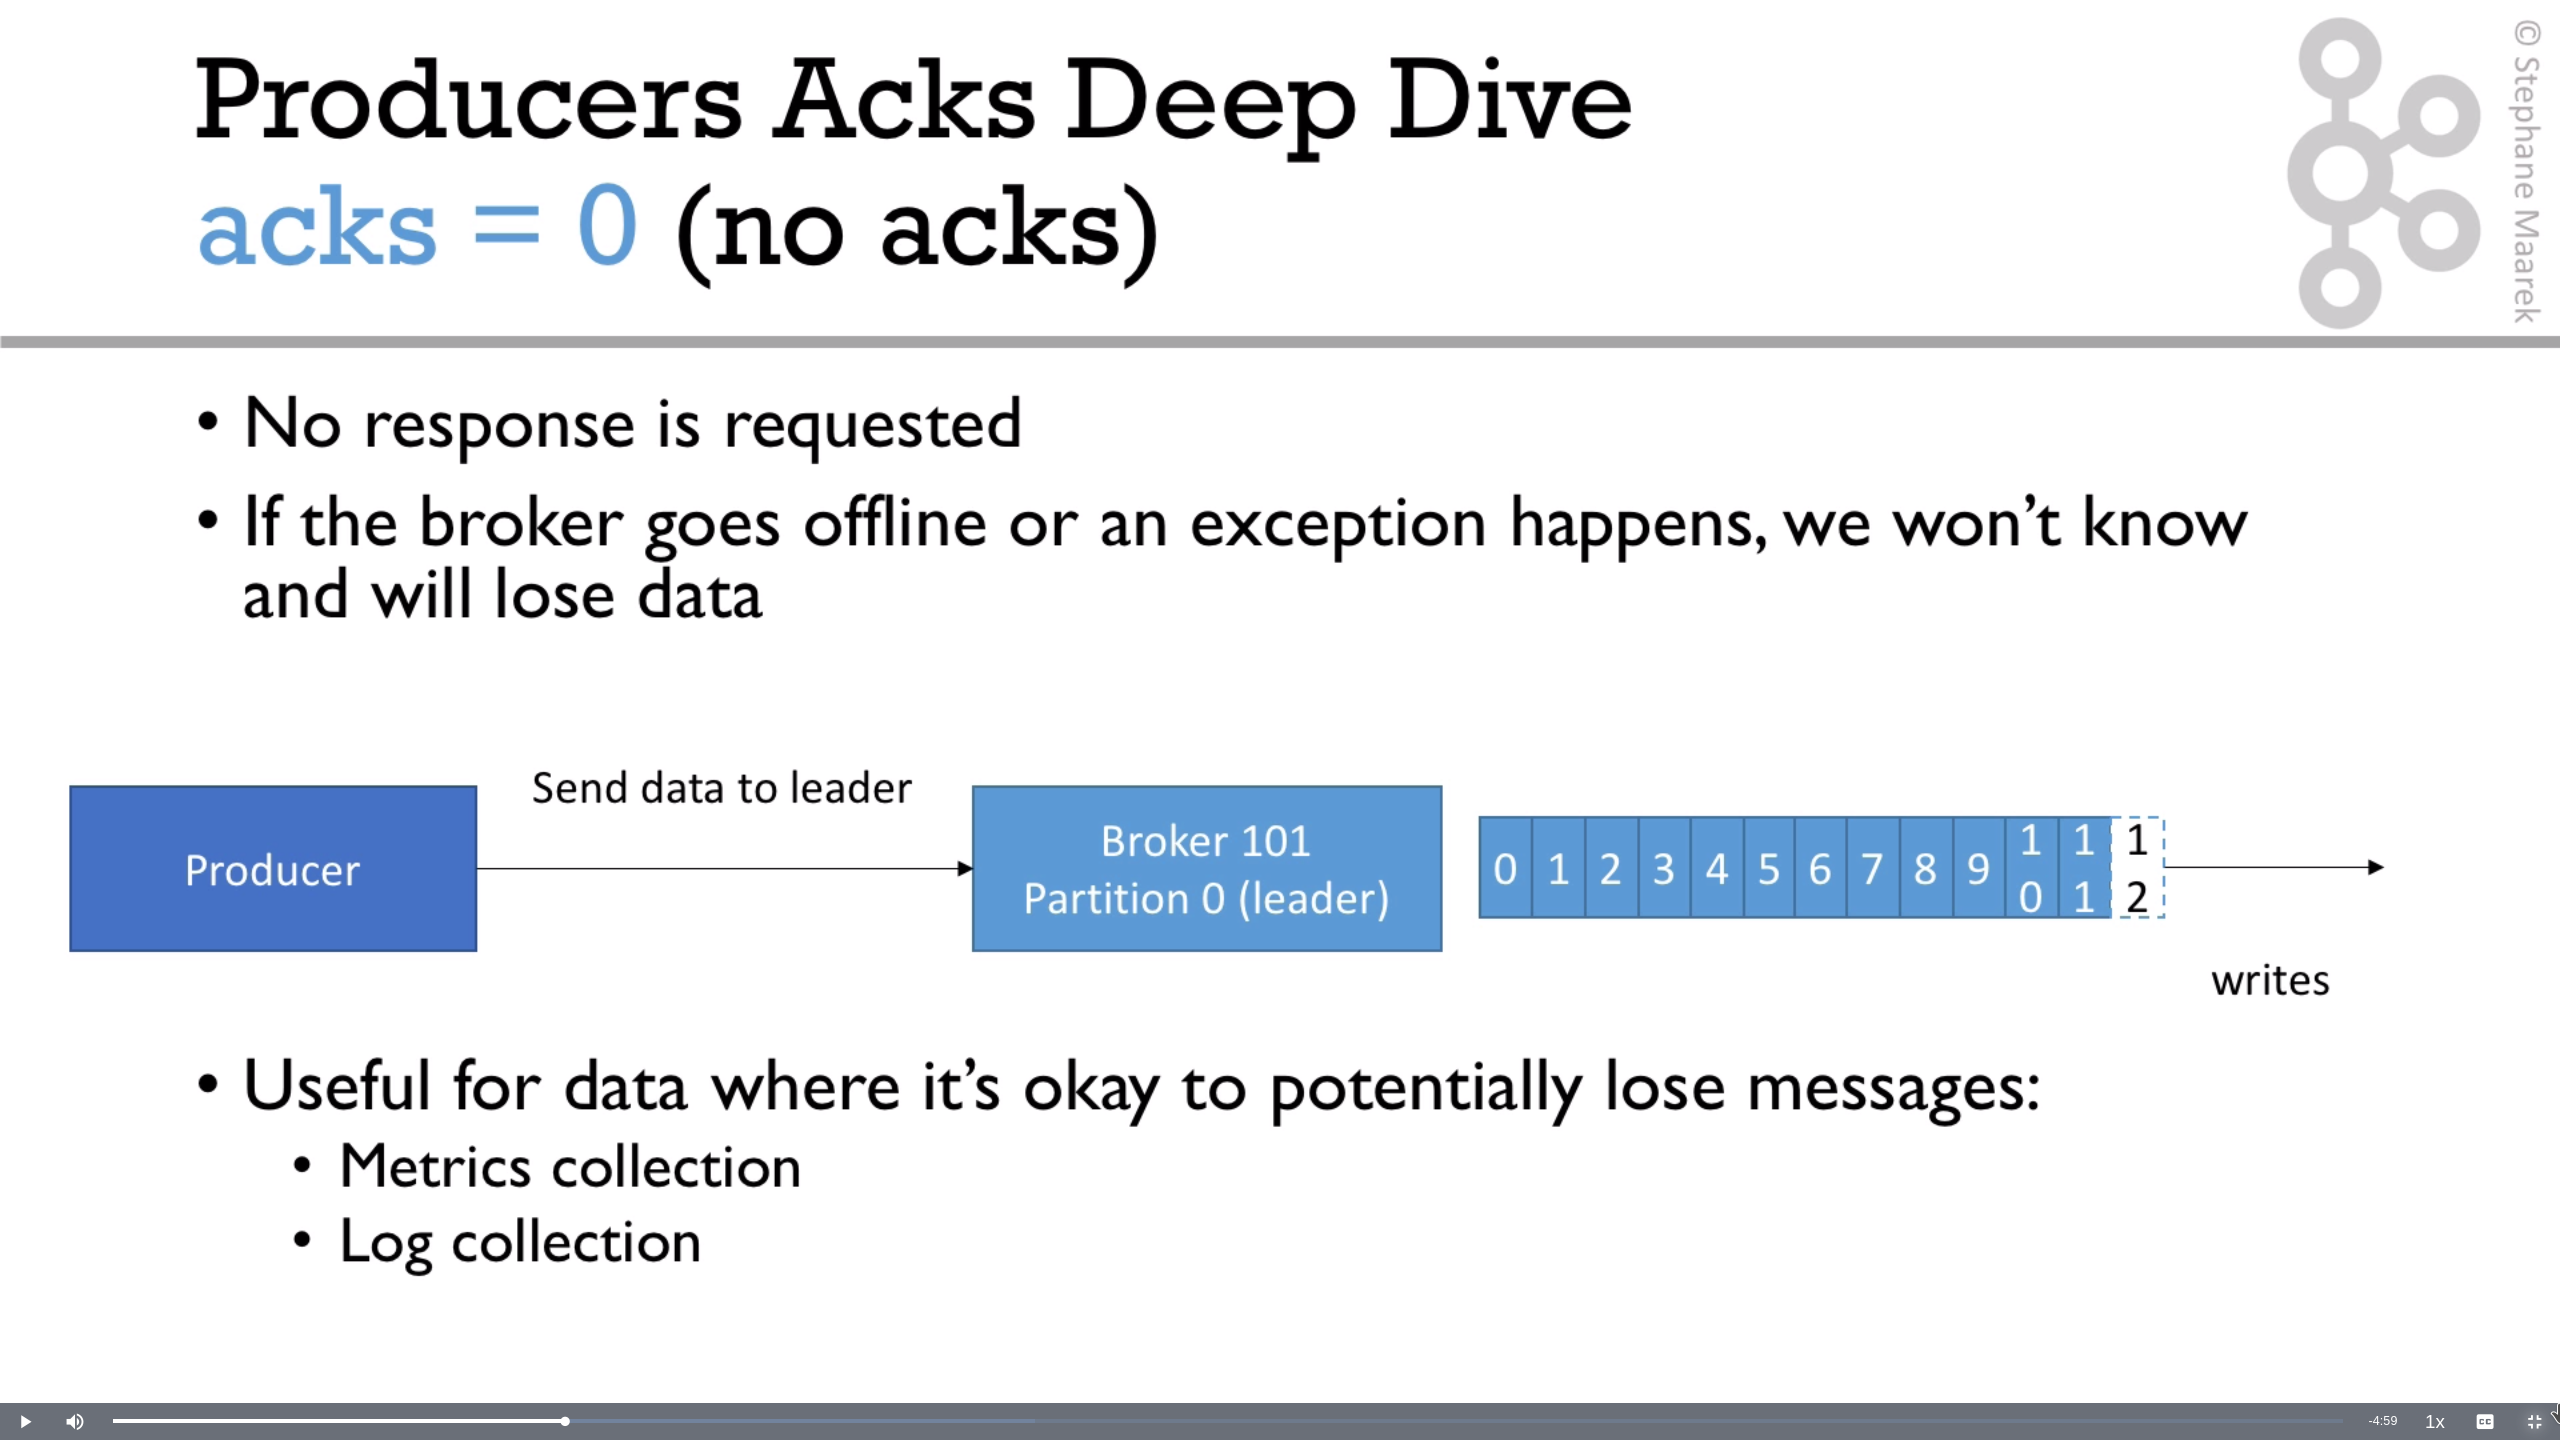 Producers Acks Deep Dive
acks = 0 (no acks)
© Stephane Maarek
• No response is requested
• If the broker goes offline or an exception happens, we won’t know
and will lose data
Send data to leader
Producer
Broker 101
Partition 0 (leader)
0 1 2 3 4 5 6 7 8 9 10 11 12
writes
• Useful for data where it’s okay to potentially lose messages:
• Metrics collection
• Log collection
-4:59 1x CC